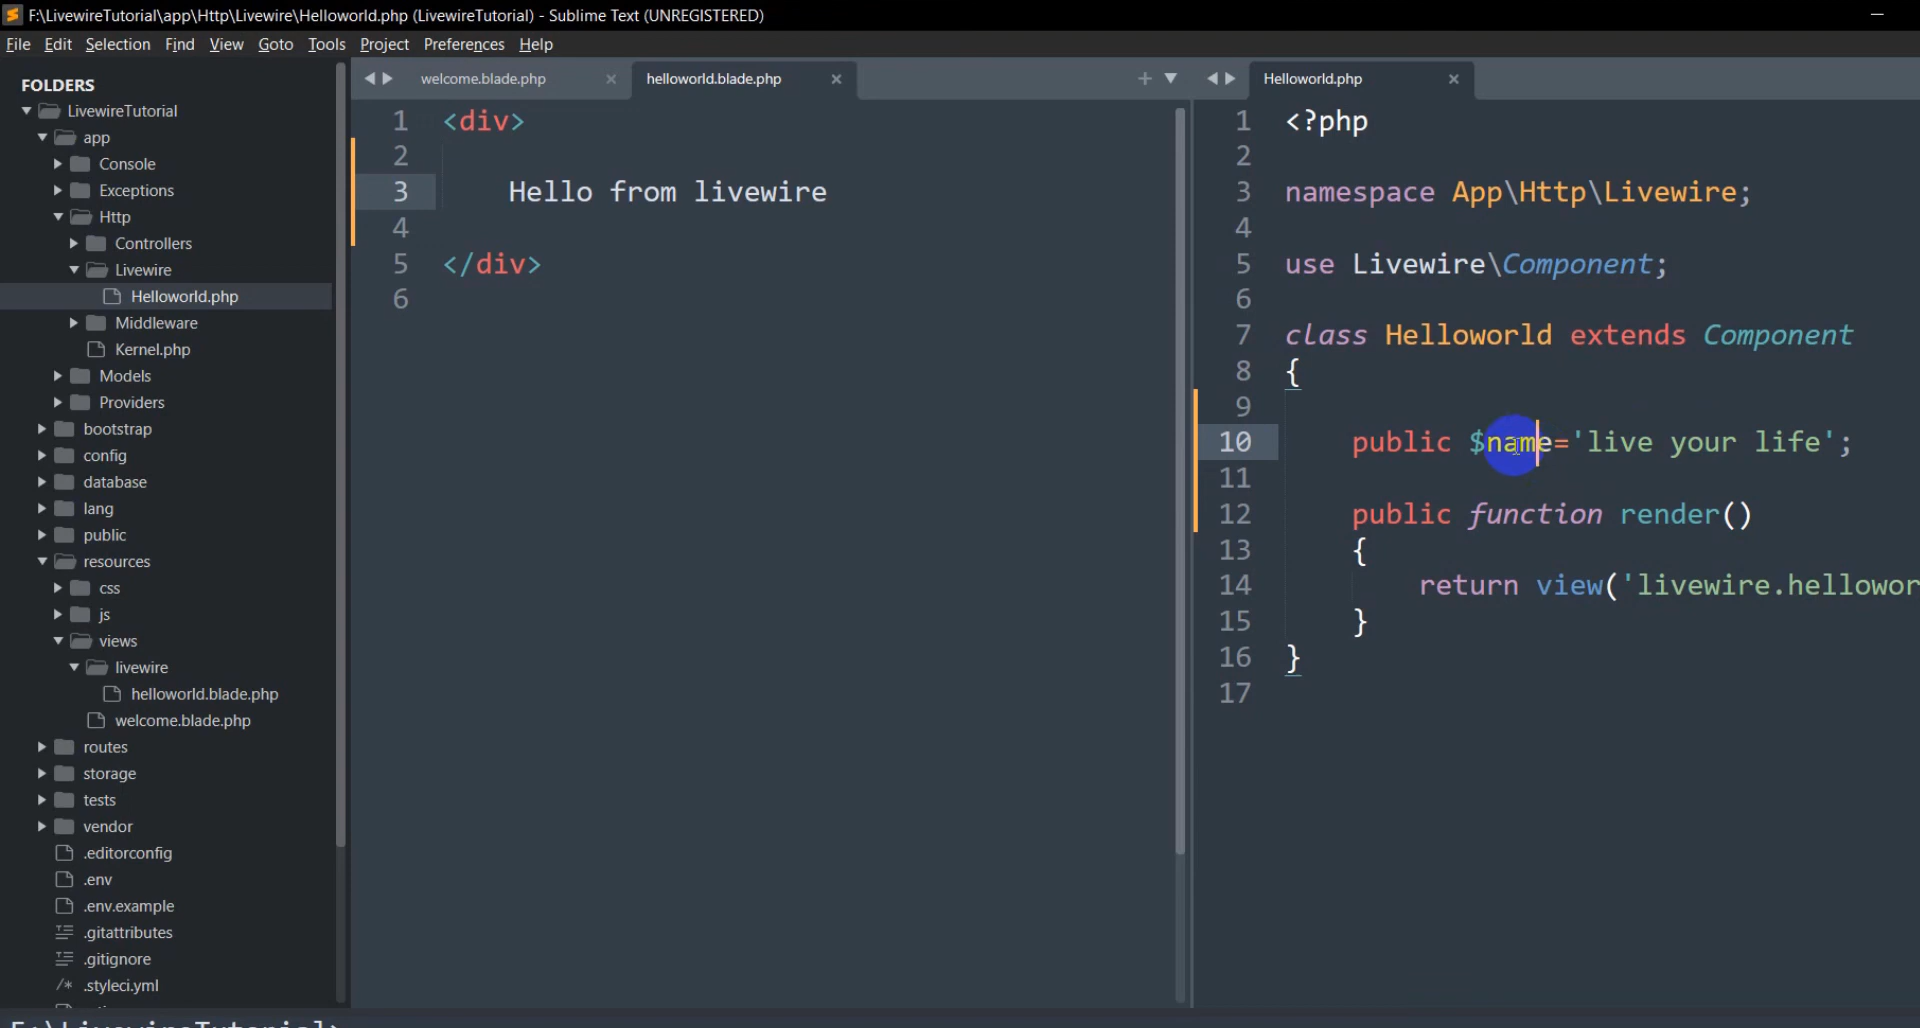 F:\LivewireTutorial\app\Http\Livewire\Helloworld.php (LivewireTutorial) - Sublime Text (UNREGISTERED)
File Edit Selection Find View Goto Tools Project Preferences Help
FOLDERS
LivewireTutorial
app
Console
Exceptions
Http
Controllers
Livewire
Helloworld.php
Middleware
Kernel.php
Models
Providers
bootstrap
config
database
lang
public
resources
css
js
views
livewire
helloworld.blade.php
welcome.blade.php
routes
storage
tests
vendor
.editorconfig
.env
.env.example
.gitattributes
.gitignore
.styleci.yml
welcome.blade.php × helloworld.blade.php ×
1 <div>
2
3 Hello from livewire
4
5 </div>
6
Helloworld.php ×
1 <?php
2
3 namespace App\Http\Livewire;
4
5 use Livewire\Component;
6
7 class Helloworld extends Component
8 {
9
10 public $name='live your life';
11
12 public function render()
13 {
14 return view('livewire.hellowor
15 }
16 }
17
F:\LivewireTutorial>